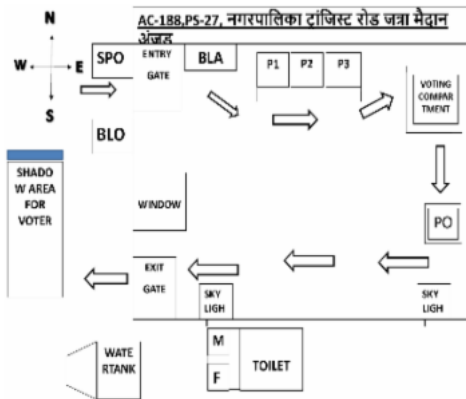 AC-188,PS-27, नगरपालिका ट्रांजिस्ट रोड जत्रा मैदान
अंजड
N
W E
S
SPO
ENTRY
GATE
BLA
P1 P2 P3
VOTING
COMPAR
TMENT
BLO
SHADO
W AREA
FOR
VOTER
WINDOW
PO
EXIT
GATE
SKY
LIGH
SKY
LIGH
WATE
RTANK
M
F
TOILET